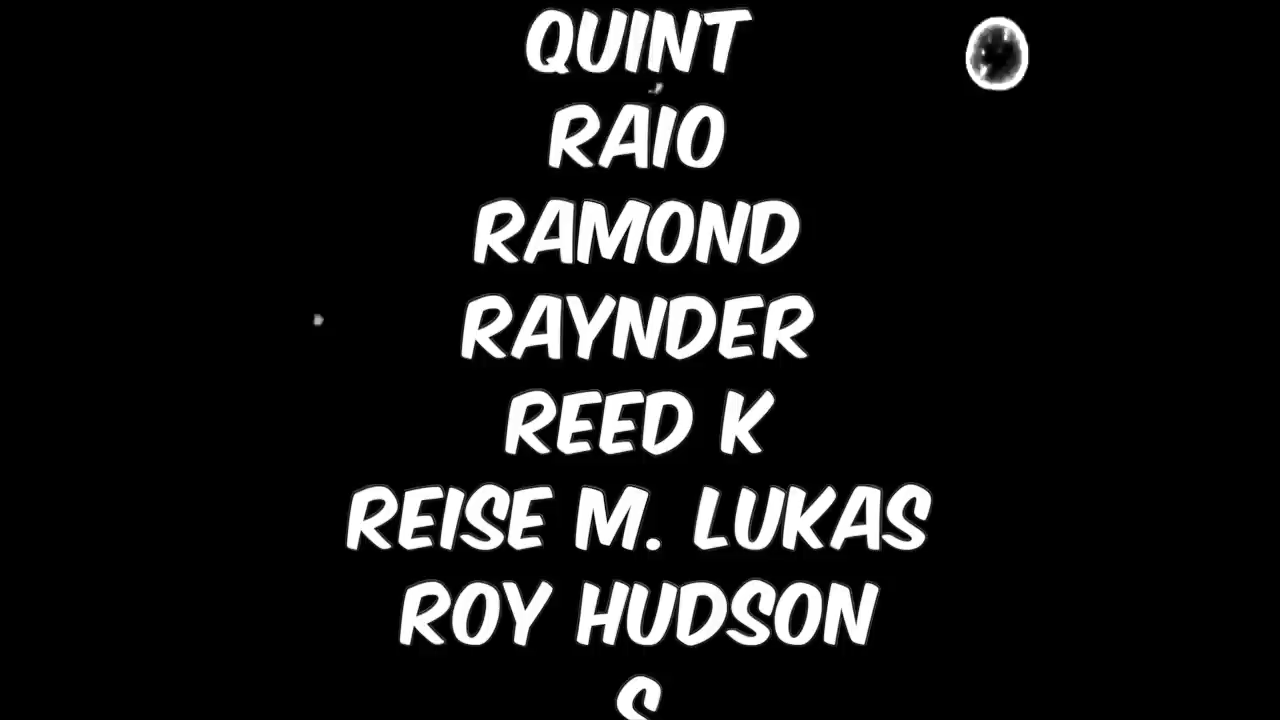 QUINT
RAIO
RAMOND
RAYNDER
REED K
REISE M. LUKAS
ROY HUDSON
S